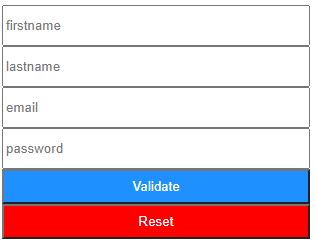 firstname
lastname
email
password
Validate
Reset